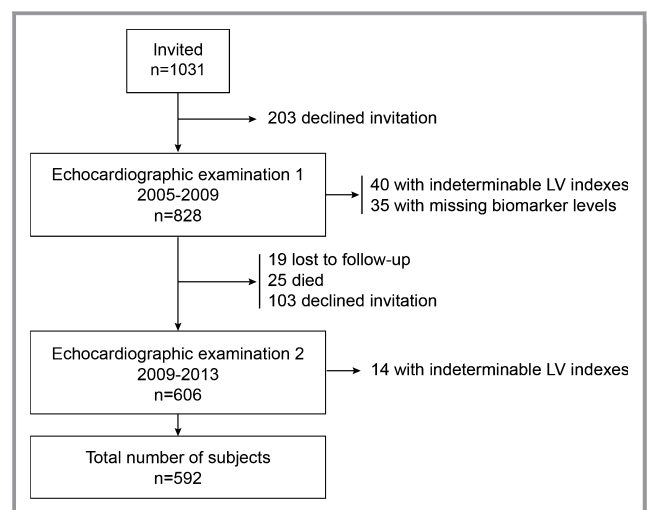 Invited
n=1031
203 declined invitation
Echocardiographic examination 1
2005-2009
n=828
40 with indeterminable LV indexes
35 with missing biomarker levels
19 lost to follow-up
25 died
103 declined invitation
Echocardiographic examination 2
2009-2013
n=606
14 with indeterminable LV indexes
Total number of subjects
n=592